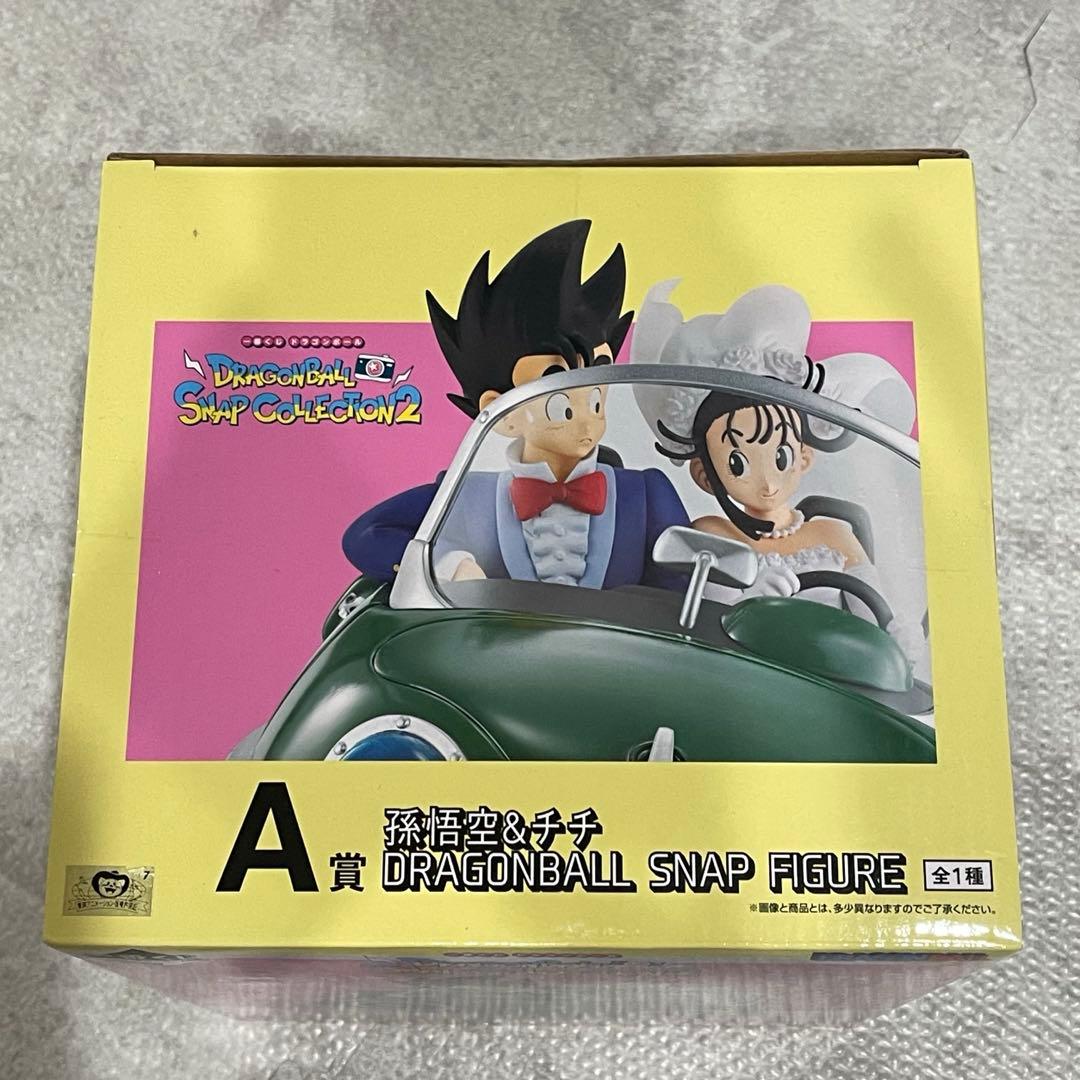 一番くじ ドラゴンボール
DRAGONBALL
SNAP COLLECTION2
A賞
孫悟空&チチ
DRAGONBALL SNAP FIGURE
全1種
※画像と商品とは、多少異なりますのでご了承ください。